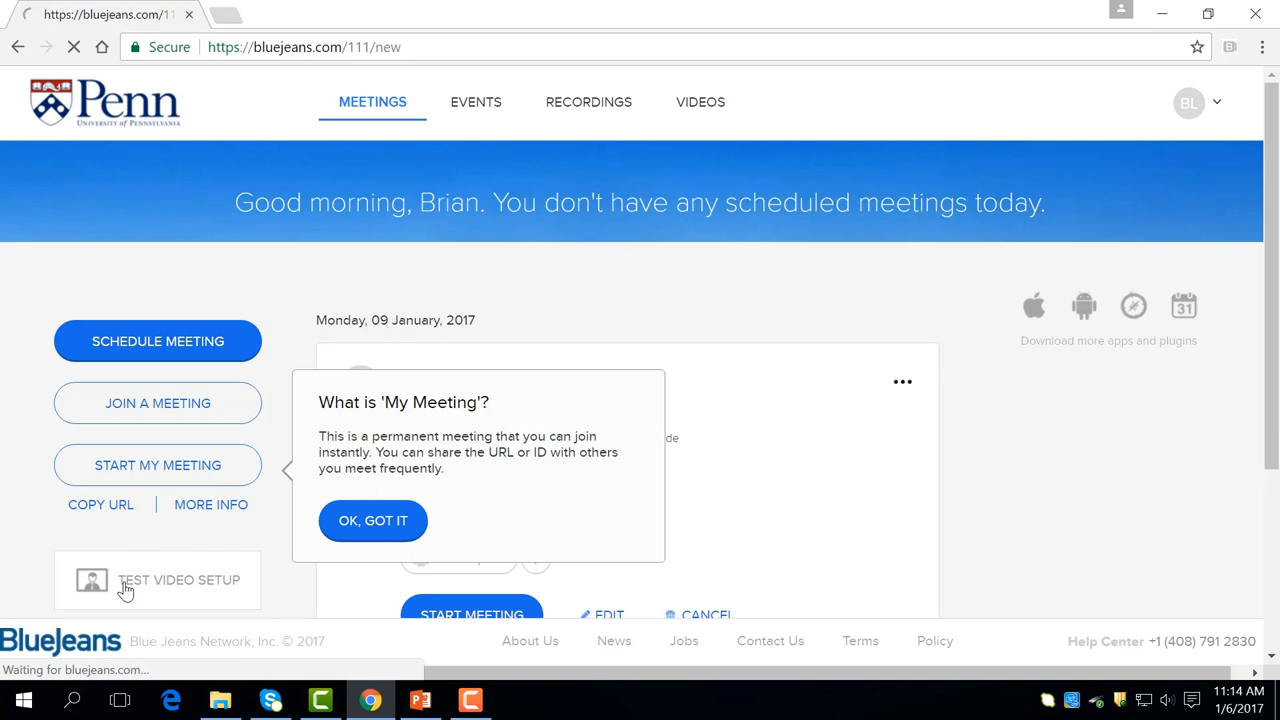 https://bluejeans.com/11
Secure
https://bluejeans.com/111/new
Penn
UNIVERSITY of PENNSYLVANIA
MEETINGS
EVENTS
RECORDINGS
VIDEOS
BL
Good morning, Brian. You don't have any scheduled meetings today.
SCHEDULE MEETING
JOIN A MEETING
START MY MEETING
COPY URL
MORE INFO
TEST VIDEO SETUP
Monday, 09 January, 2017
31
Download more apps and plugins
What is 'My Meeting'?
This is a permanent meeting that you can join
instantly. You can share the URL or ID with others
you meet frequently.
OK, GOT IT
de
START MEETING
EDIT
CANCEL
BlueJeans
Blue Jeans Network, Inc. © 2017
About Us
News
Jobs
Contact Us
Terms
Policy
Help Center +1 (408) 791 2830
Waiting for bluejeans.com...
11:14 AM
1/6/2017